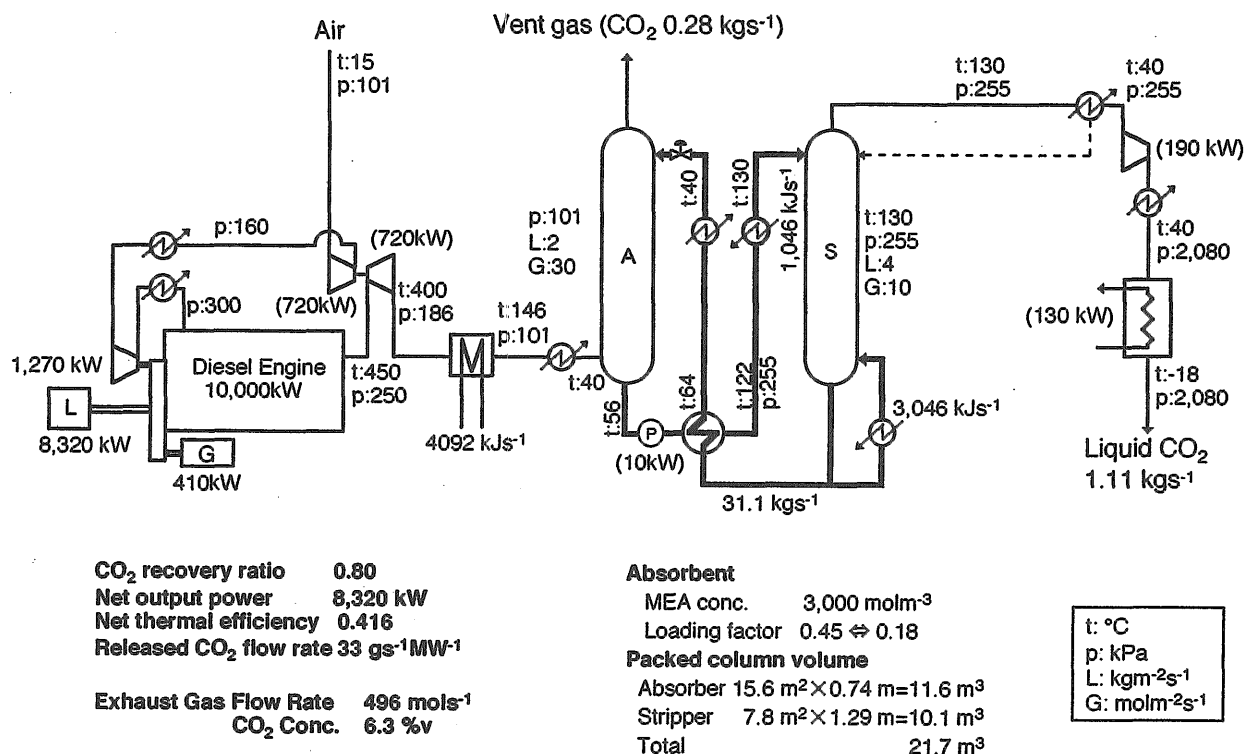 Vent gas (CO₂ 0.28 kgs⁻¹)
Air
t:15
p:101
t:130
p:255
t:40
p:255
(190 kW)
t:40
p:2,080
(130 kW)
t:-18
p:2,080
Liquid CO₂
1.11 kgs⁻¹
p:160
(720kW)
(720kW)
p:300
t:400
p:186
1,270 kW
Diesel Engine
10,000kW
t:450
p:250
L
8,320 kW
G
410kW
4092 kJs⁻¹
t:146
p:101
t:40
p:101
L:2
G:30
A
t:40
t:130
1,046 kJs⁻¹
S
t:130
p:255
L:4
G:10
t:56
P
(10kW)
t:64
t:122
p:255
3,046 kJs⁻¹
31.1 kgs⁻¹
CO₂ recovery ratio 0.80
Net output power 8,320 kW
Net thermal efficiency 0.416
Released CO₂ flow rate 33 gs⁻¹MW⁻¹
Exhaust Gas Flow Rate 496 mols⁻¹
CO₂ Conc. 6.3 %v
Absorbent
MEA conc. 3,000 molm⁻³
Loading factor 0.45 ⇔ 0.18
Packed column volume
Absorber 15.6 m²×0.74 m=11.6 m³
Stripper 7.8 m²×1.29 m=10.1 m³
Total 21.7 m³
t: °C
p: kPa
L: kgm⁻²s⁻¹
G: molm⁻²s⁻¹